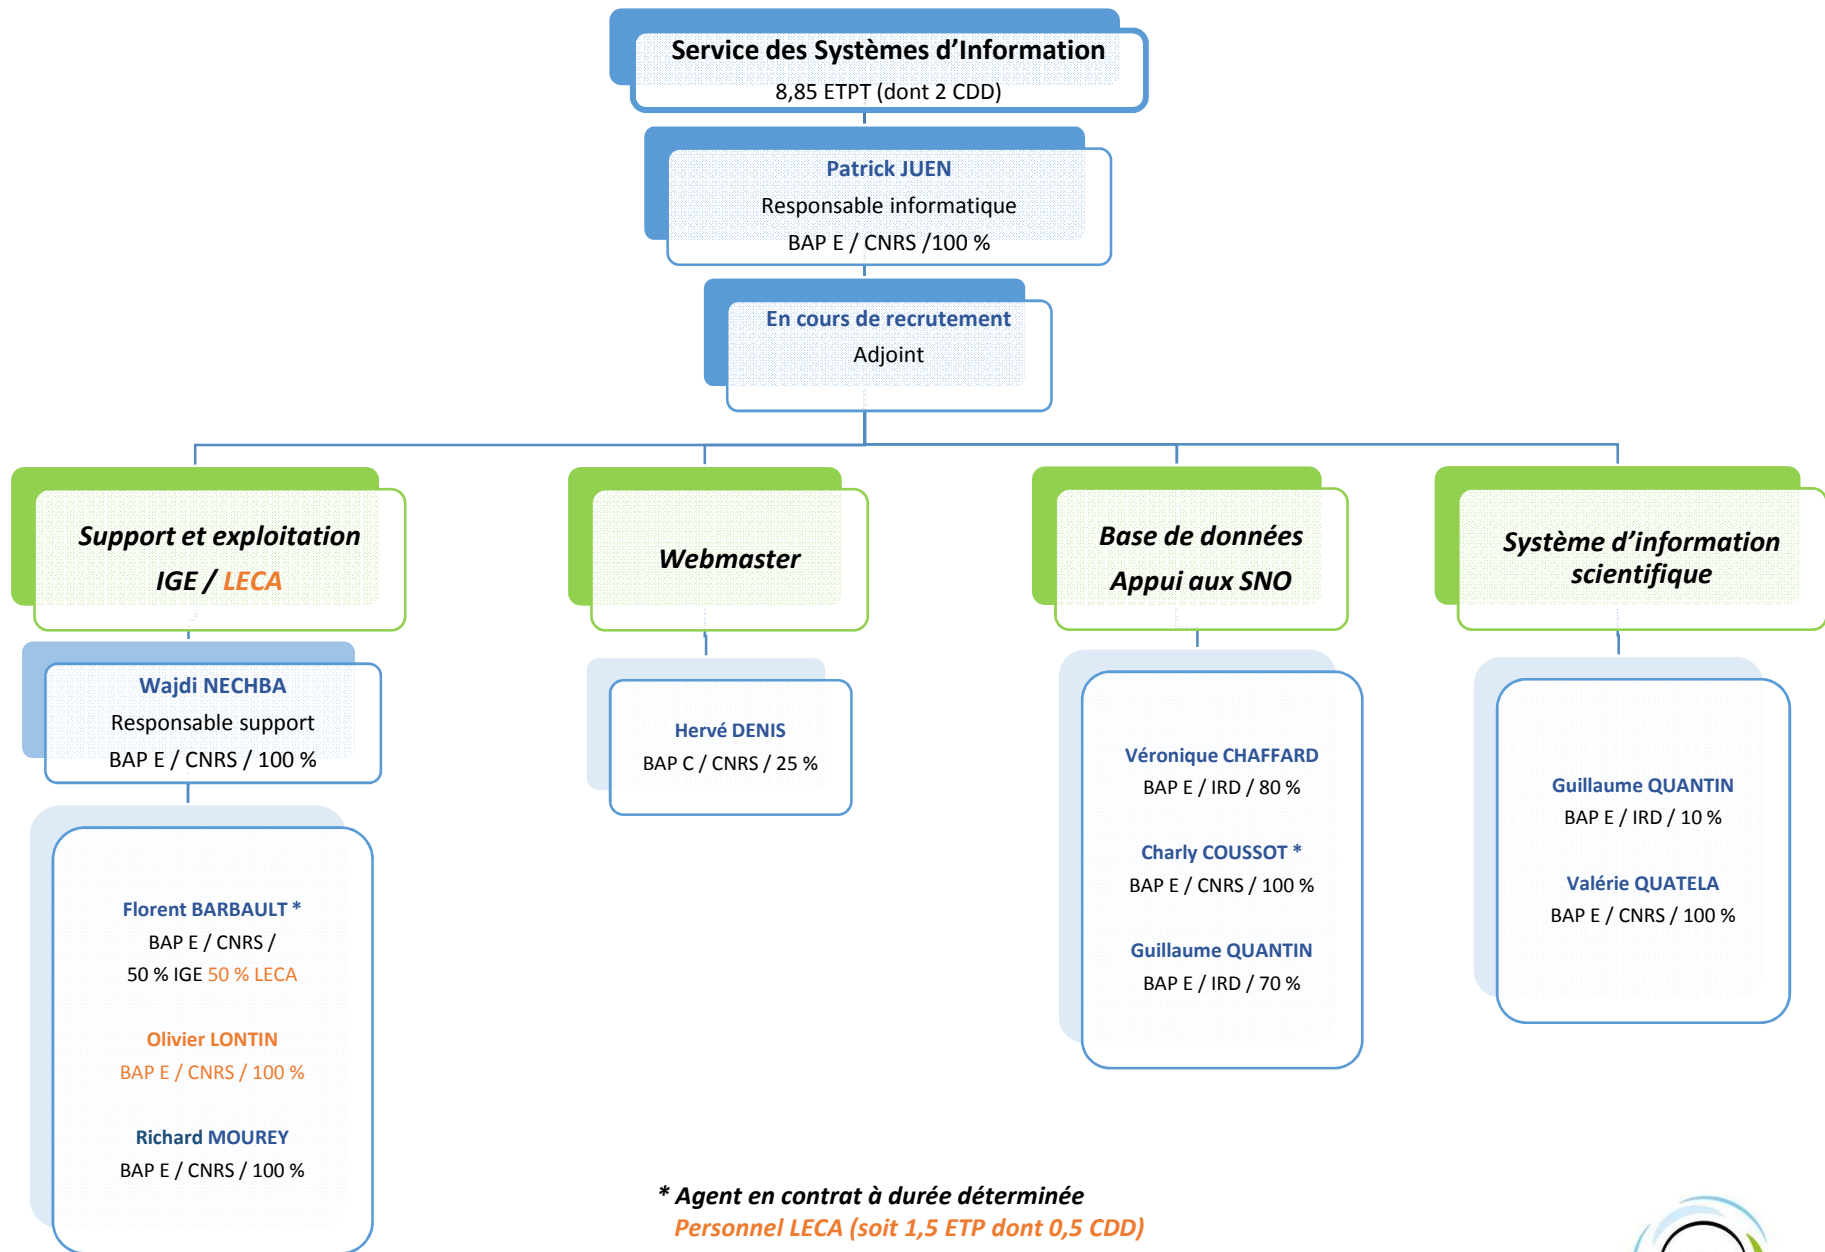 Service des Systèmes d'Information
8,85 ETPT (dont 2 CDD)
Patrick JUEN
Responsable informatique
BAP E / CNRS /100 %
En cours de recrutement
Adjoint
Support et exploitation
IGE / LECA
Wajdi NECHBA
Responsable support
BAP E / CNRS / 100 %
Florent BARBAULT *
BAP E / CNRS /
50 % IGE 50 % LECA
Olivier LONTIN
BAP E / CNRS / 100 %
Richard MOUREY
BAP E / CNRS / 100 %
Webmaster
Hervé DENIS
BAP C / CNRS / 25 %
Base de données
Appui aux SNO
Véronique CHAFFARD
BAP E / IRD / 80 %
Charly COUSSOT *
BAP E / CNRS / 100 %
Guillaume QUANTIN
BAP E / IRD / 70 %
Système d'information
scientifique
Guillaume QUANTIN
BAP E / IRD / 10 %
Valérie QUATELA
BAP E / CNRS / 100 %
* Agent en contrat à durée déterminée
Personnel LECA (soit 1,5 ETP dont 0,5 CDD)